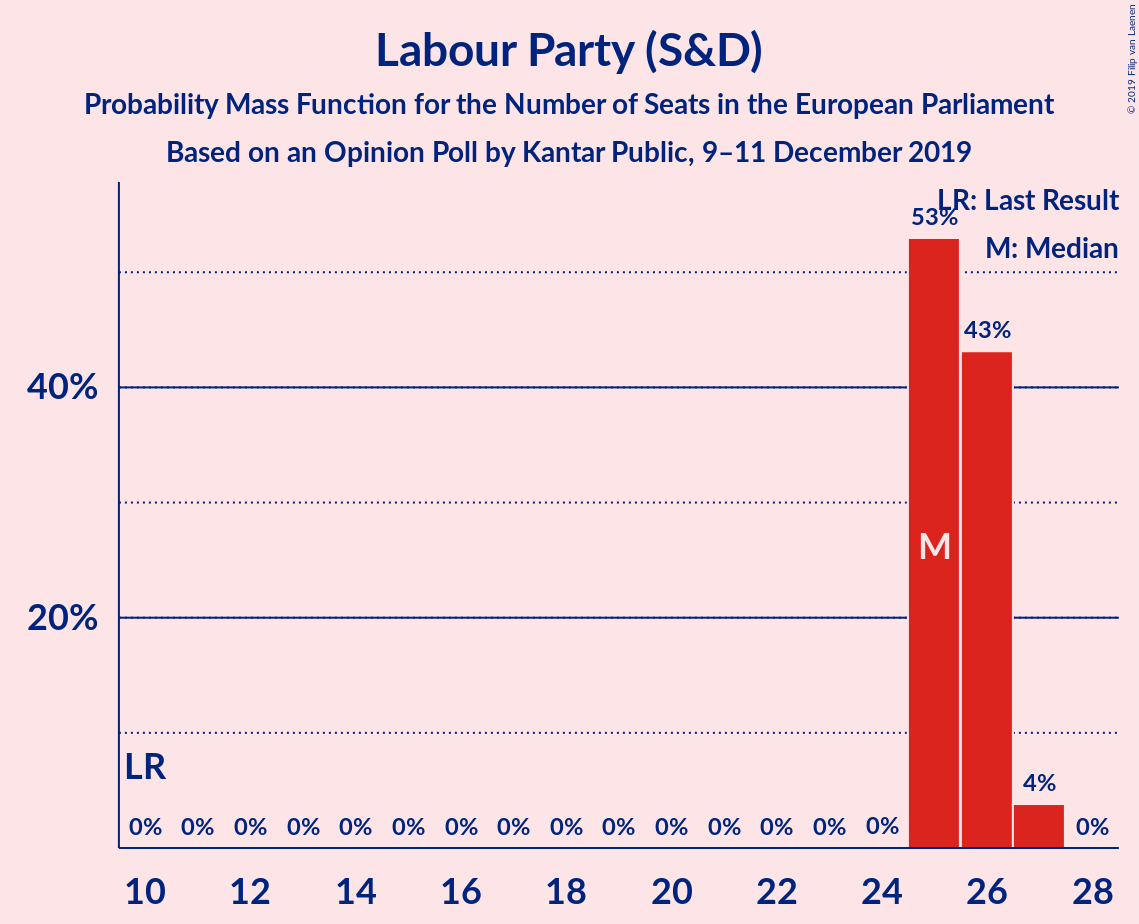 Labour Party (S&D)
Probability Mass Function for the Number of Seats in the European Parliament
Based on an Opinion Poll by Kantar Public, 9–11 December 2019
© 2019 Filip van Laenen
LR: Last Result
M: Median
53%
43%
40%
M
20%
LR
4%
0% 0% 0% 0% 0% 0% 0% 0% 0% 0% 0% 0% 0% 0% 0% 0%
10 12 14 16 18 20 22 24 26 28